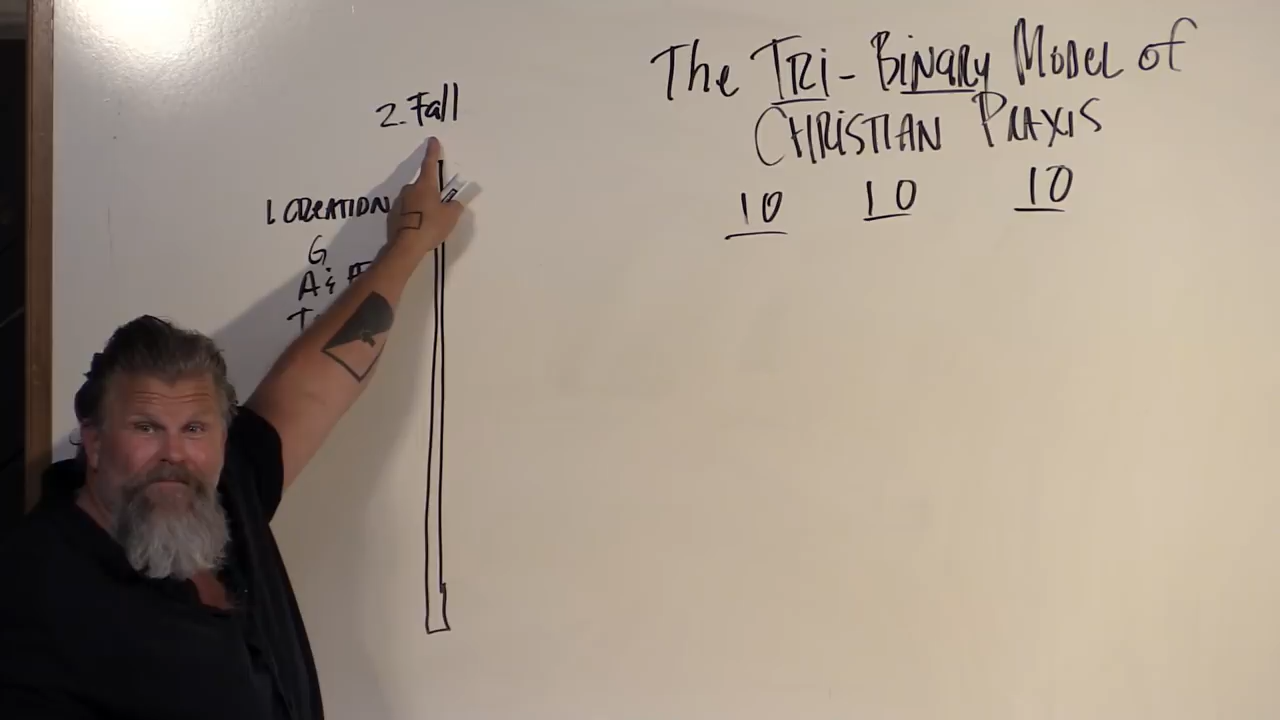 The TRi-BiNARY MODEL of
CHRiSTIAN PRAXIS
10 10 10
2. Fall
1 CREATION
G
A &